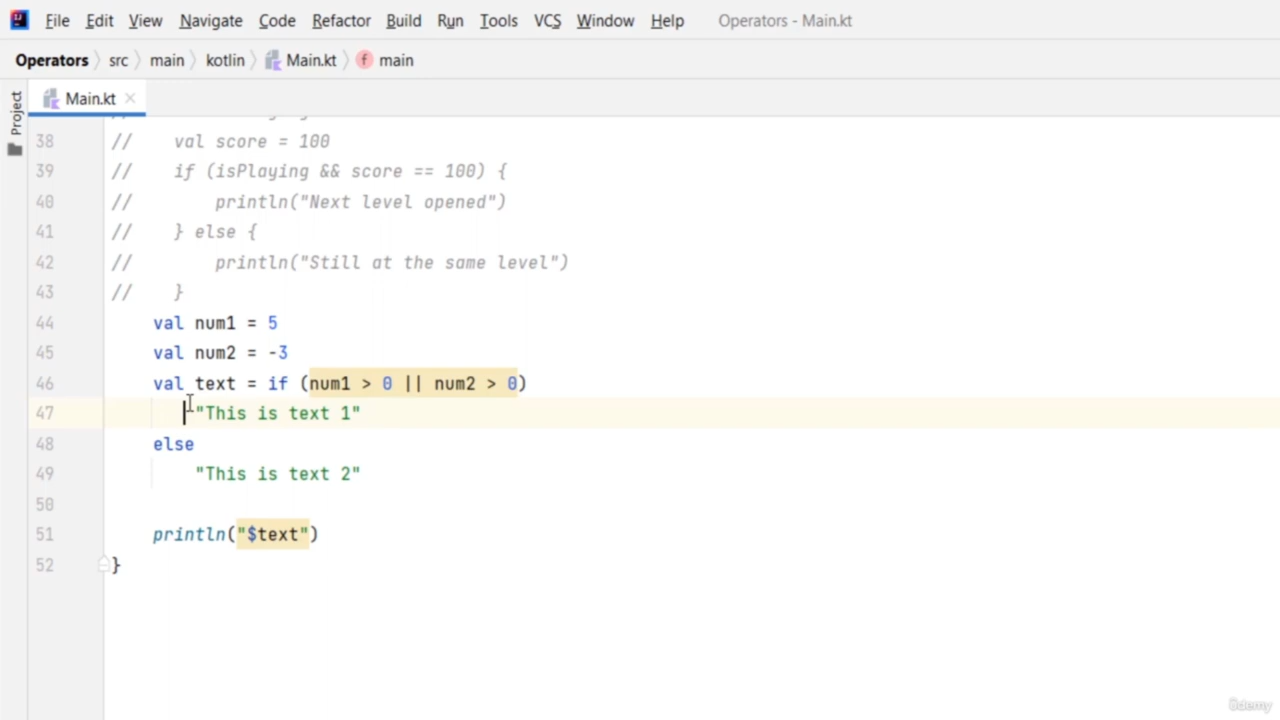 File Edit View Navigate Code Refactor Build Run Tools VCS Window Help Operators - Main.kt
Operators src main kotlin Main.kt f main
Project
Main.kt
38 // val score = 100
39 // if (isPlaying && score == 100) {
40 // println("Next level opened")
41 // } else {
42 // println("Still at the same level")
43 // }
44 val num1 = 5
45 val num2 = -3
46 val text = if (num1 > 0 || num2 > 0)
47 "This is text 1"
48 else
49 "This is text 2"
50
51 println("$text")
52 }
ûdemy